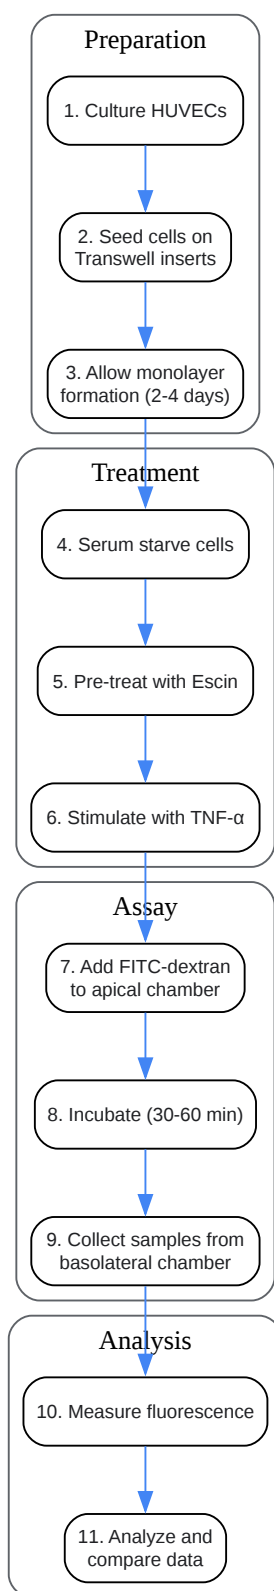 Preparation
1. Culture HUVECs
2. Seed cells on
Transwell inserts
3. Allow monolayer
formation (2-4 days)
Treatment
4. Serum starve cells
5. Pre-treat with Escin
6. Stimulate with TNF-α
Assay
7. Add FITC-dextran
to apical chamber
8. Incubate (30-60 min)
9. Collect samples from
basolateral chamber
Analysis
10. Measure fluorescence
11. Analyze and
compare data